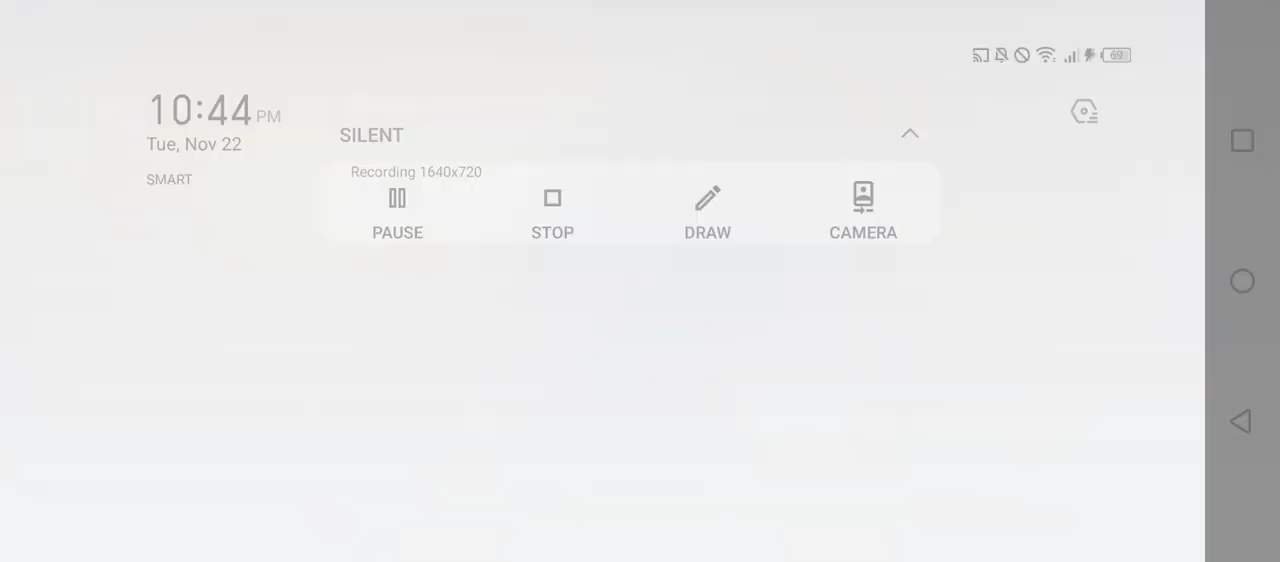 69
10:44 PM
Tue, Nov 22
SMART
SILENT
Recording 1640x720
PAUSE STOP DRAW CAMERA